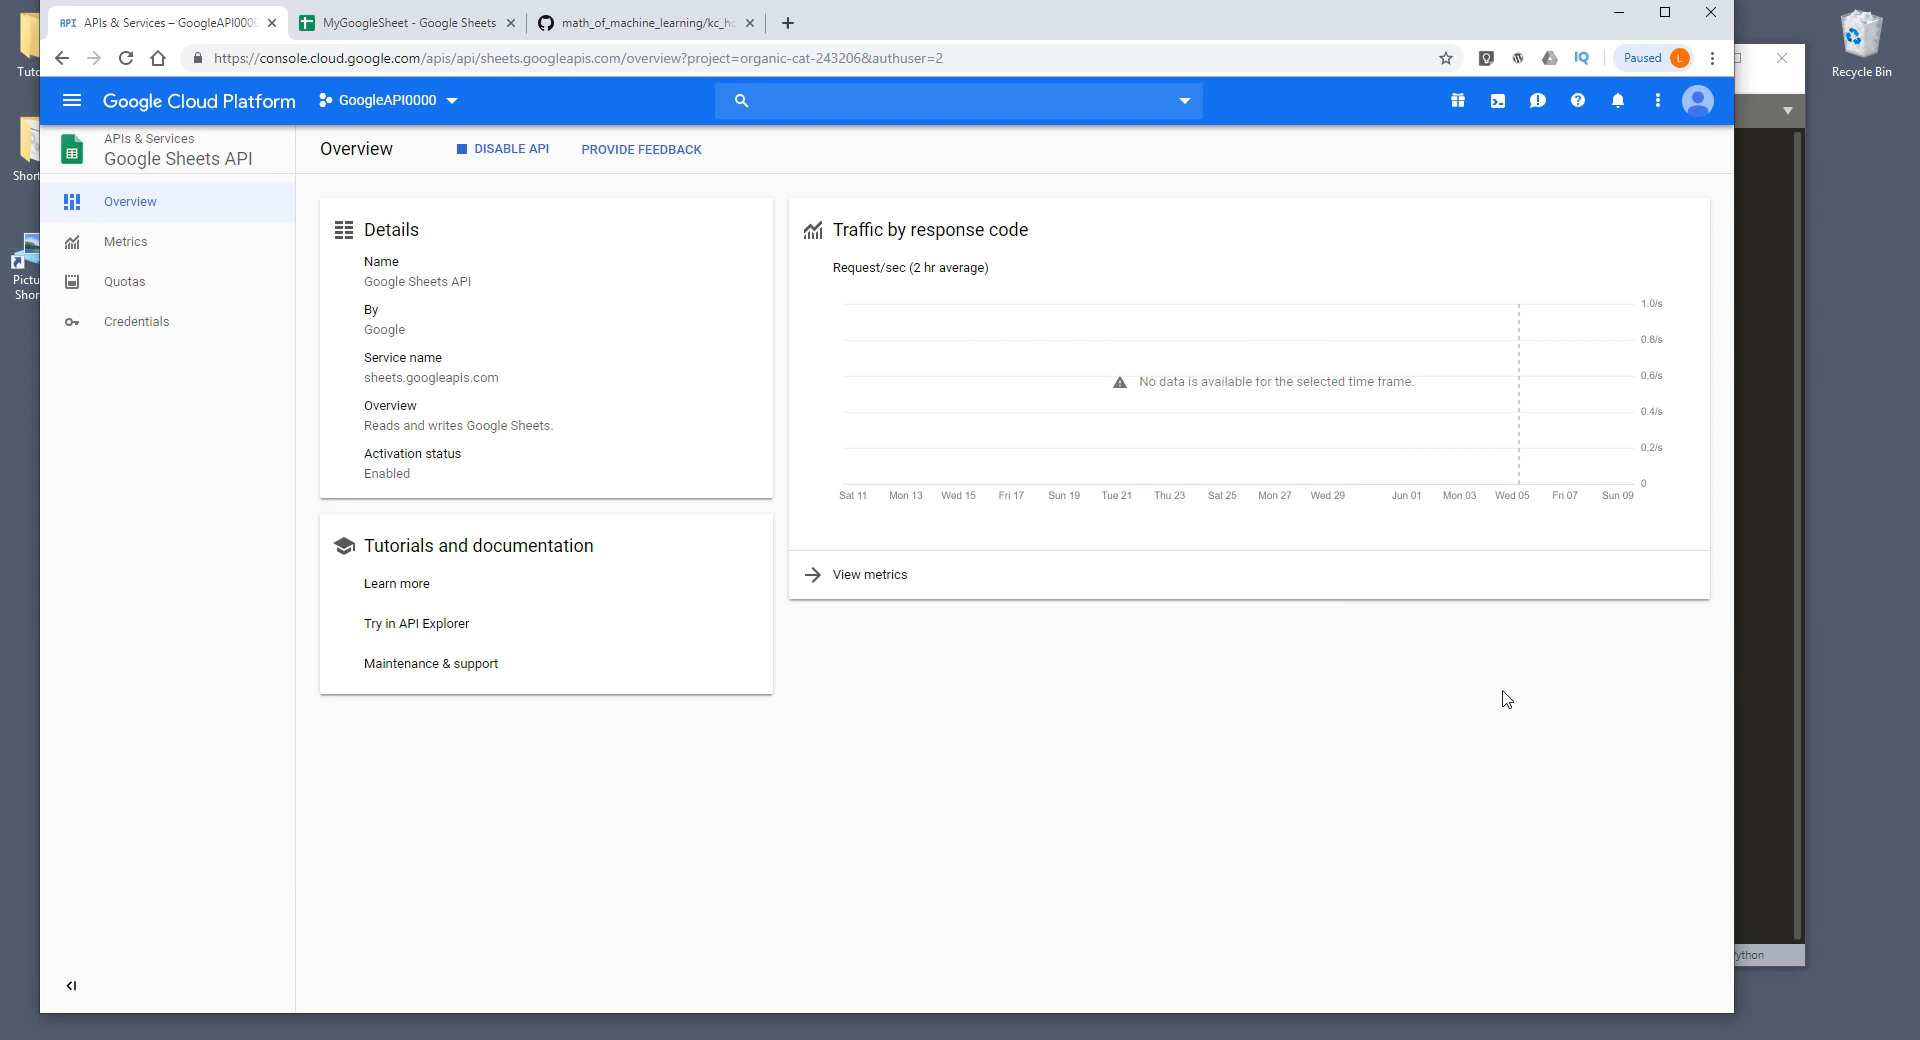 API APIs & Services – GoogleAPI0000
MyGoogleSheet - Google Sheets
math_of_machine_learning/kc_hc
https://console.cloud.google.com/apis/api/sheets.googleapis.com/overview?project=organic-cat-243206&authuser=2
IQ
Paused
L
Google Cloud Platform
GoogleAPI0000
Recycle Bin
Tuto
Short
Pictu
Shor
APIs & Services
Google Sheets API
Overview
DISABLE API
PROVIDE FEEDBACK
Overview
Metrics
Quotas
Credentials
Details
Name
Google Sheets API
By
Google
Service name
sheets.googleapis.com
Overview
Reads and writes Google Sheets.
Activation status
Enabled
Tutorials and documentation
Learn more
Try in API Explorer
Maintenance & support
Traffic by response code
Request/sec (2 hr average)
1.0/s
0.8/s
0.6/s
0.4/s
0.2/s
0
No data is available for the selected time frame.
Sat 11 Mon 13 Wed 15 Fri 17 Sun 19 Tue 21 Thu 23 Sat 25 Mon 27 Wed 29 Jun 01 Mon 03 Wed 05 Fri 07 Sun 09
View metrics
ython